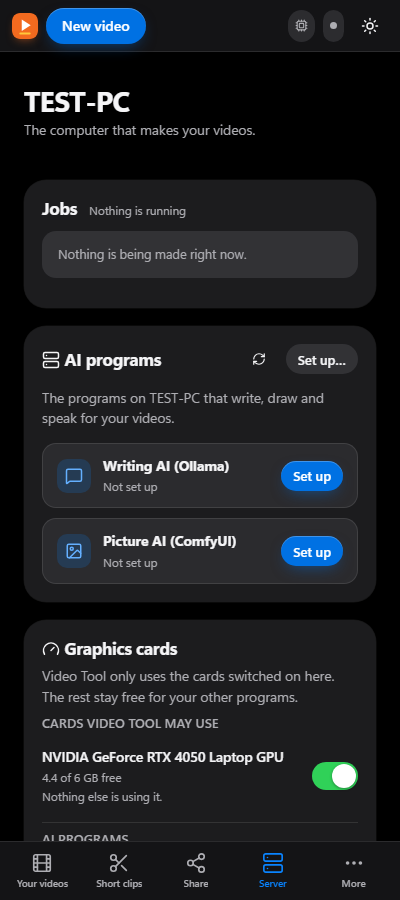 New video
TEST-PC
The computer that makes your videos.
Jobs Nothing is running
Nothing is being made right now.
AI programs Set up...
The programs on TEST-PC that write, draw and
speak for your videos.
Writing AI (Ollama)
Not set up
Set up
Picture AI (ComfyUI)
Not set up
Set up
Graphics cards
Video Tool only uses the cards switched on here.
The rest stay free for your other programs.
CARDS VIDEO TOOL MAY USE
NVIDIA GeForce RTX 4050 Laptop GPU
4.4 of 6 GB free
Nothing else is using it.
AI PROGRAMS
Your videos Short clips Share Server More